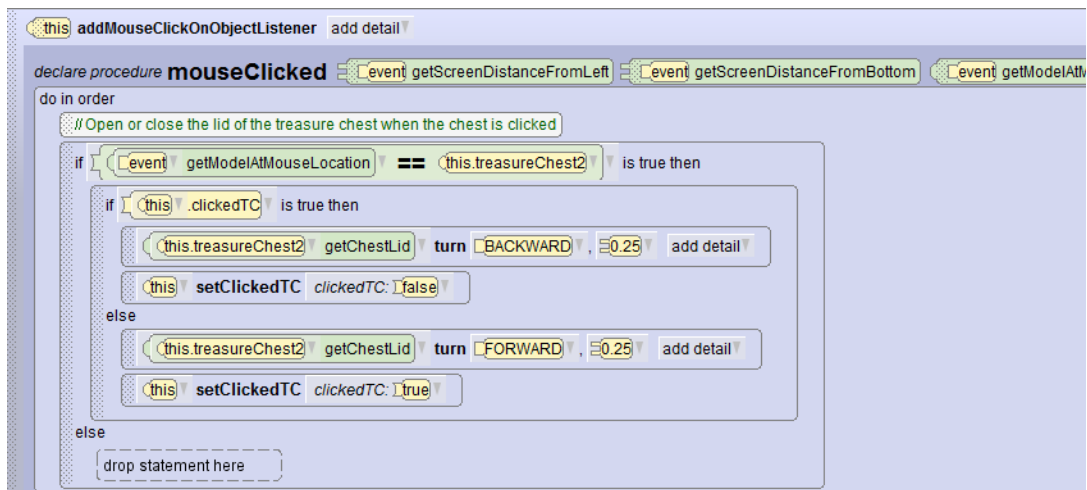 this addMouseClickOnObjectListener add detail
declare procedure mouseClicked event getScreenDistanceFromLeft event getScreenDistanceFromBottom event getModelAtM
do in order
// Open or close the lid of the treasure chest when the chest is clicked
if event getModelAtMouseLocation == this.treasureChest2 is true then
if this .clickedTC is true then
this.treasureChest2 getChestLid turn BACKWARD , 0.25 add detail
this setClickedTC clickedTC: false
else
this.treasureChest2 getChestLid turn FORWARD , 0.25 add detail
this setClickedTC clickedTC: true
else
drop statement here